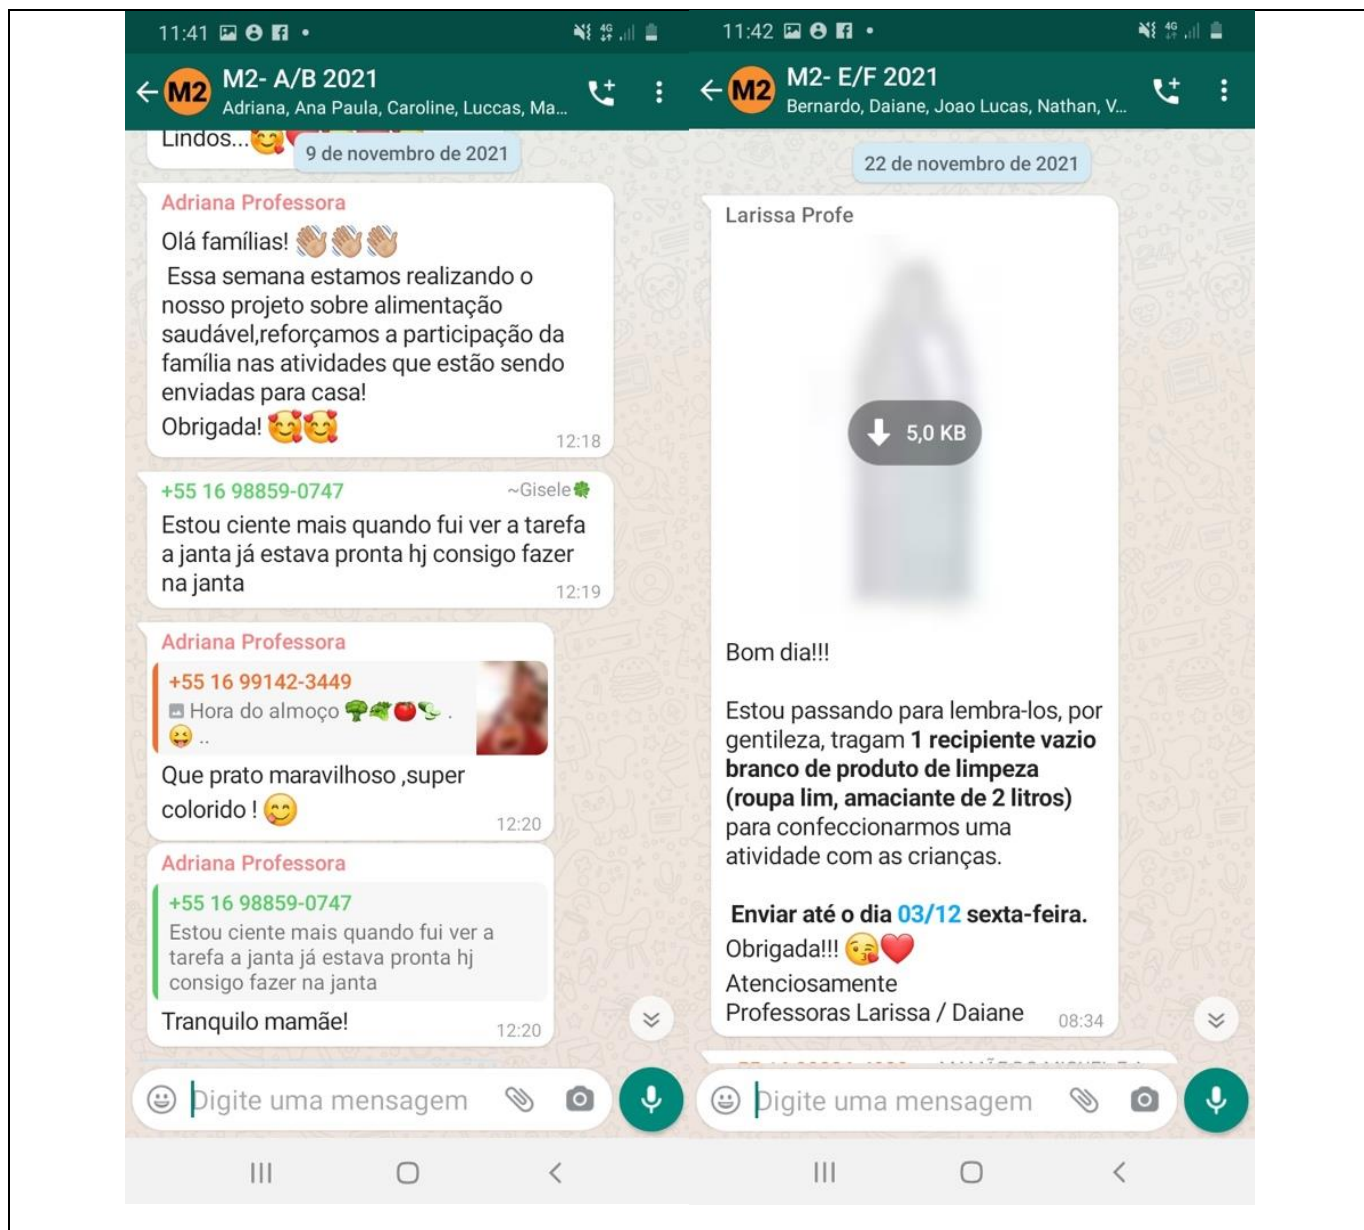 11:41
M2
M2- A/B 2021
Adriana, Ana Paula, Caroline, Luccas, Ma...
Lindos...
9 de novembro de 2021
Adriana Professora
Olá famílias!
Essa semana estamos realizando o
nosso projeto sobre alimentação
saudável,reforçamos a participação da
família nas atividades que estão sendo
enviadas para casa!
Obrigada!
12:18
+55 16 98859-0747 ~Gisele
Estou ciente mais quando fui ver a tarefa
a janta já estava pronta hj consigo fazer
na janta
12:19
Adriana Professora
+55 16 99142-3449
Hora do almoço .
..
Que prato maravilhoso ,super
colorido !
12:20
Adriana Professora
+55 16 98859-0747
Estou ciente mais quando fui ver a
tarefa a janta já estava pronta hj
consigo fazer na janta
Tranquilo mamãe!
12:20
Digite uma mensagem
11:42
4G
M2
M2- E/F 2021
Bernardo, Daiane, Joao Lucas, Nathan, V...
22 de novembro de 2021
Larissa Profe
5,0 KB
Bom dia!!!
Estou passando para lembra-los, por
gentileza, tragam 1 recipiente vazio
branco de produto de limpeza
(roupa lim, amaciante de 2 litros)
para confeccionarmos uma
atividade com as crianças.
Enviar até o dia 03/12 sexta-feira.
Obrigada!!!
Atenciosamente
Professoras Larissa / Daiane
08:34
Digite uma mensagem